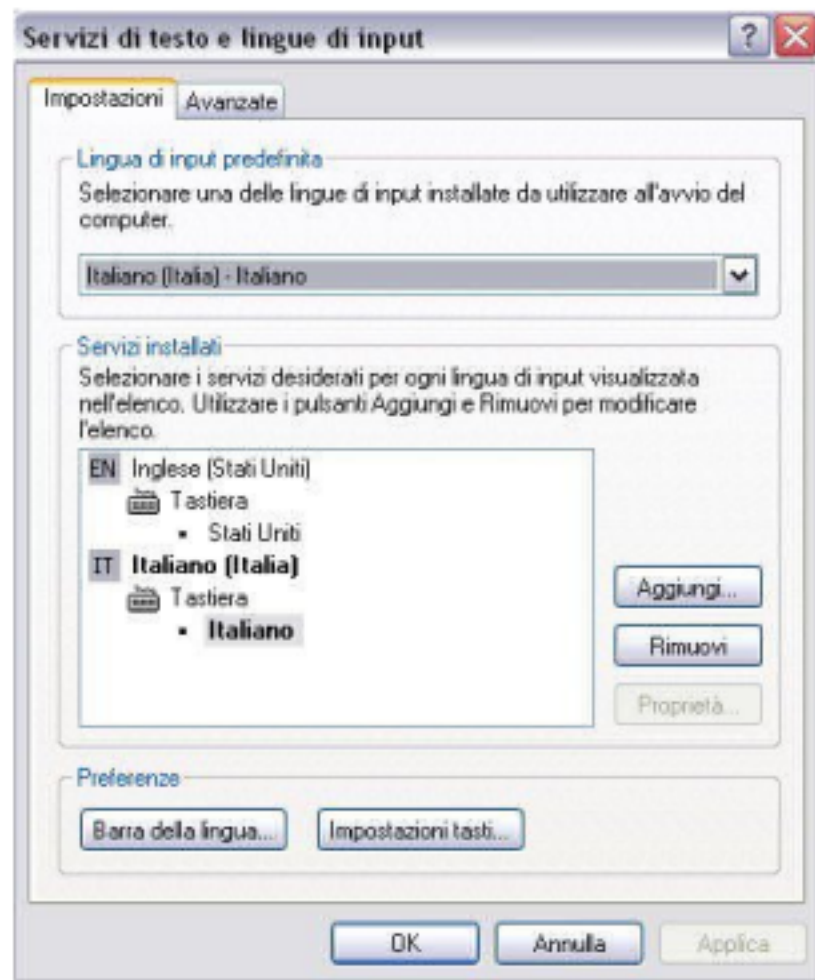 Servizi di testo e lingue di input
Impostazioni Avanzate
Lingua di input predefinita
Selezionare una delle lingue di input installate da utilizzare all'avvio del
computer.
Italiano (Italia) - Italiano
Servizi installati
Selezionare i servizi desiderati per ogni lingua di input visualizzata
nell'elenco. Utilizzare i pulsanti Aggiungi e Rimuovi per modificare
l'elenco.
EN Inglese (Stati Uniti)
Tastiera
Stati Uniti
IT Italiano (Italia)
Tastiera
Italiano
Aggiungi...
Rimuovi
Proprietà...
Preferenze
Barra della lingua... Impostazioni tasti...
OK Annulla Applica